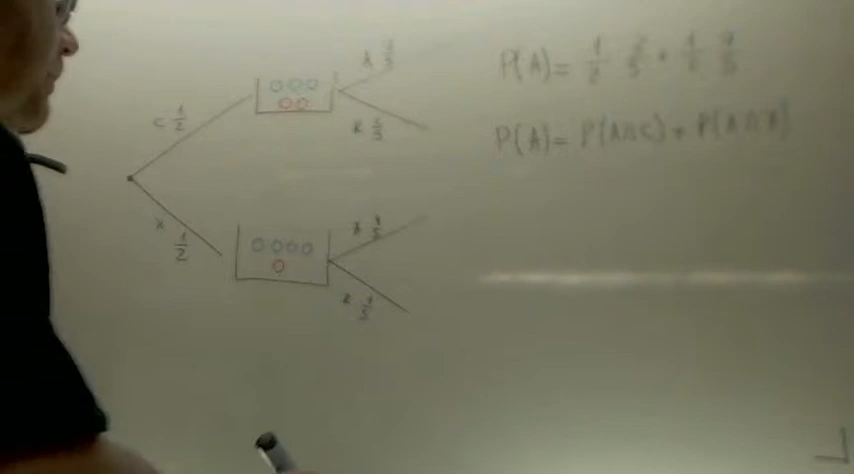 P(A) = 1/2 3/5 + 1/2 4/5
P(A) = P(A∩C) + P(A∩X)
C 1/2
X 1/2
A 3/5
R 2/5
A 4/5
R 1/5